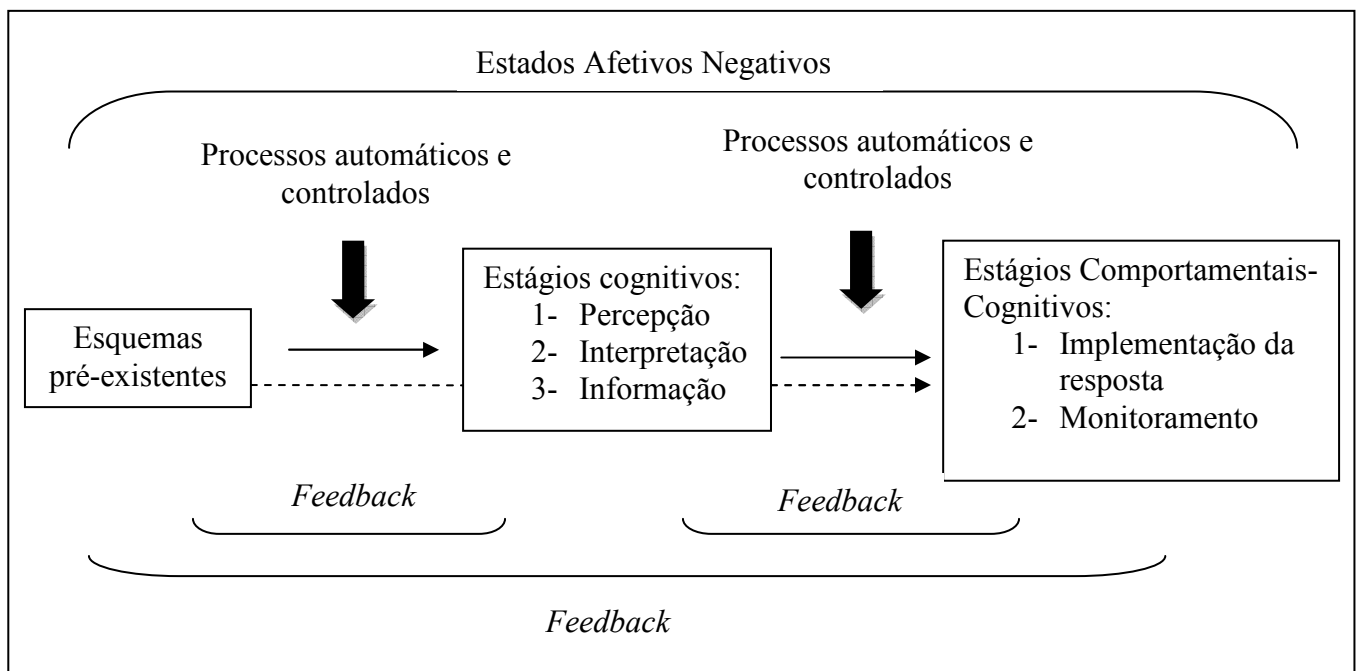 Estados Afetivos Negativos
Processos automáticos e
controlados
Processos automáticos e
controlados
Esquemas
pré-existentes
Estágios cognitivos:
1- Percepção
2- Interpretação
3- Informação
Estágios Comportamentais-
Cognitivos:
1- Implementação da
resposta
2- Monitoramento
Feedback
Feedback
Feedback